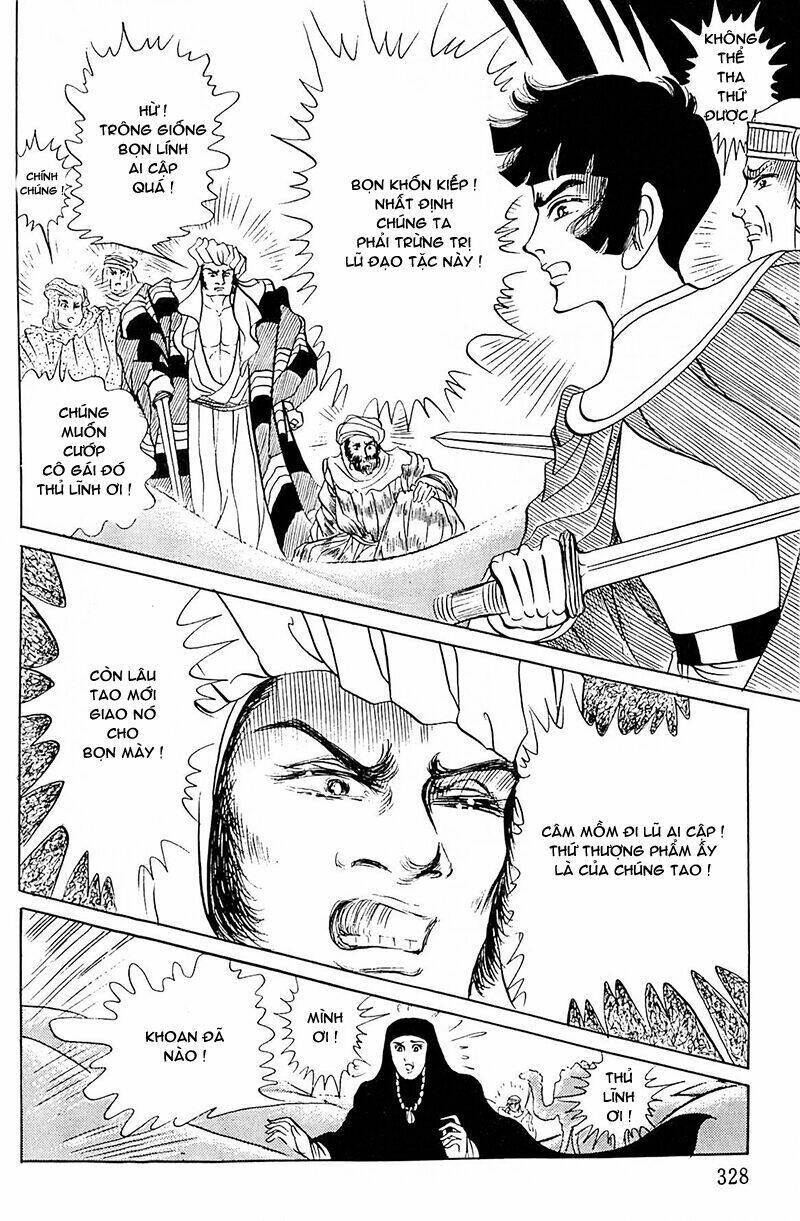 KHÔNG
THỂ
THA
THỨ
ĐƯỢC !
BỌN KHỐN KIẾP !
NHẤT ĐỊNH
CHÚNG TA
PHẢI TRỪNG TRỊ
LŨ ĐẠO TẶC NÀY !
HỪ !
TRÔNG GIỐNG
BỌN LÍNH
AI CẬP
QUÁ !
CHÍNH
CHÚNG !
CHÚNG
MUỐN
CƯỚP
CÔ GÁI ĐÓ
THỦ LĨNH ƠI !
CÒN LÂU
TAO MỚI
GIAO NÓ
CHO
BỌN MÀY !
CÂM MỒM ĐI LŨ AI CẬP !
THỨ THƯỢNG PHẨM ẤY
LÀ CỦA CHÚNG TAO !
KHOAN ĐÃ
NÀO !
MÌNH
ƠI !
THỦ
LĨNH
ƠI !
328